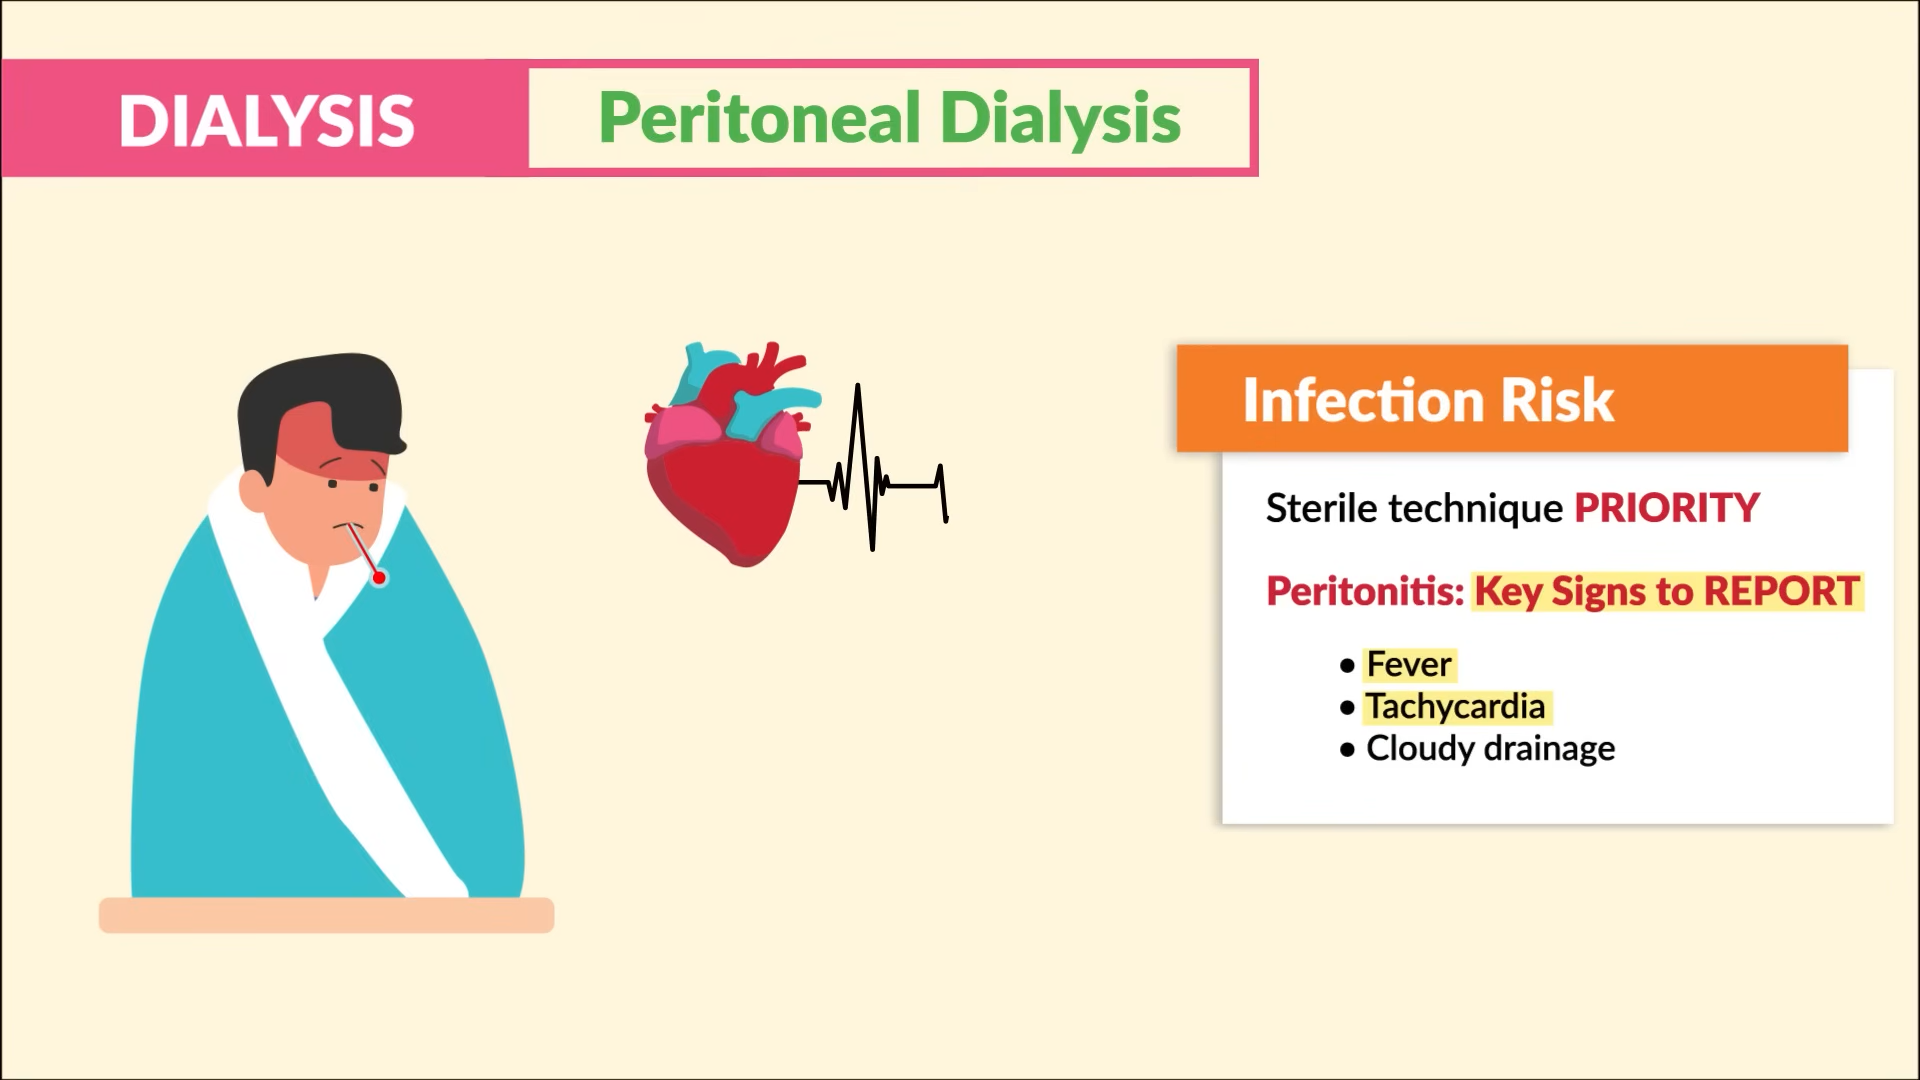 DIALYSIS
Peritoneal Dialysis
Infection Risk
Sterile technique PRIORITY
Peritonitis: Key Signs to REPORT
• Fever
• Tachycardia
• Cloudy drainage